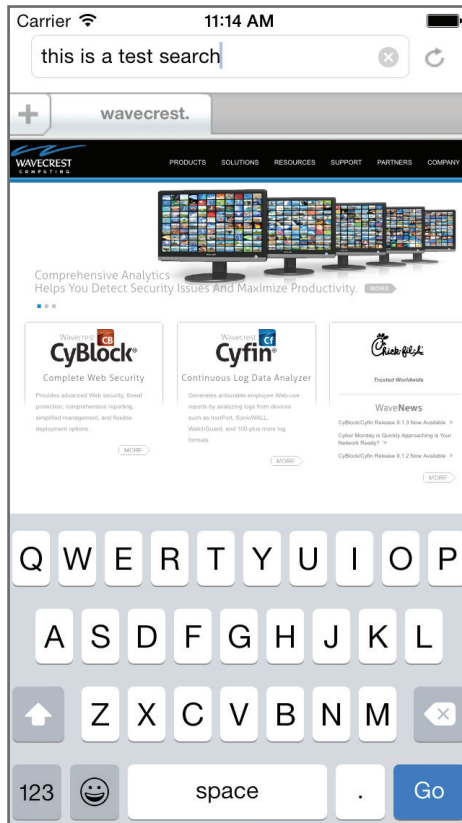 Carrier 11:14 AM
this is a test search
+ wavecrest.
WAVECREST
COMPUTING
PRODUCTS SOLUTIONS RESOURCES SUPPORT PARTNERS COMPANY
Comprehensive Analytics
Helps You Detect Security Issues And Maximize Productivity. MORE
Wavecrest CB
CyBlock®
Complete Web Security
Provides advanced Web security, threat
protection, comprehensive reporting,
simplified management, and flexible
deployment options.
MORE
Wavecrest Cf
Cyfin®
Continuous Log Data Analyzer
Generates actionable employee Web-use
reports by analyzing logs from devices
such as IronPort, SonicWALL,
WatchGuard, and 100-plus more log
formats.
MORE
Chick-fil-A
Trusted Worldwide
WaveNews
CyBlock/Cyfin Release 9.1.3 Now Available >
Cyber Monday is Quickly Approaching is Your
Network Ready? >
CyBlock/Cyfin Release 9.1.2 Now Available >
MORE
Q W E R T Y U I O P
A S D F G H J K L
Z X C V B N M
123 space . Go